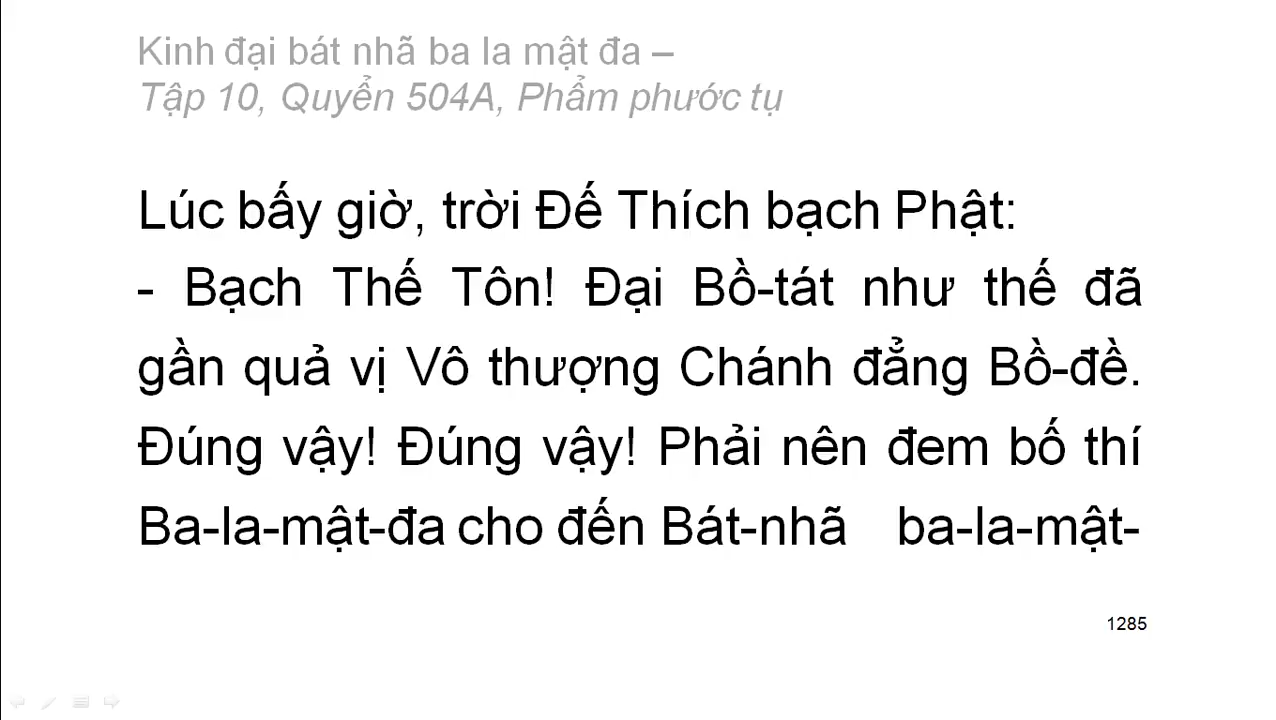 Kinh đại bát nhã ba la mật đa –
Tập 10, Quyển 504A, Phẩm phước tụ
Lúc bấy giờ, trời Đế Thích bạch Phật:
- Bạch Thế Tôn! Đại Bồ-tát như thế đã
gần quả vị Vô thượng Chánh đẳng Bồ-đề.
Đúng vậy! Đúng vậy! Phải nên đem bố thí
Ba-la-mật-đa cho đến Bát-nhã ba-la-mật-
1285